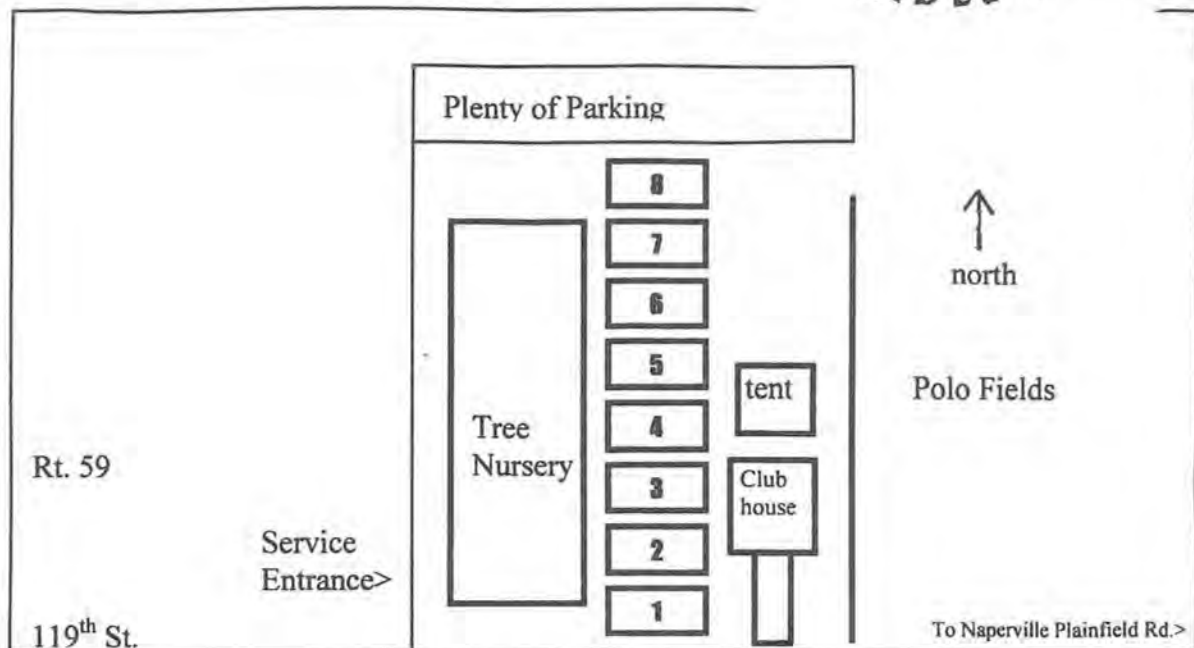 Plenty of Parking
8
7
north
6
5
tent
Polo Fields
4
Tree
Nursery
Rt. 59
3
Club
house
Service
Entrance>
2
1
119th St.
To Naperville Plainfield Rd.>